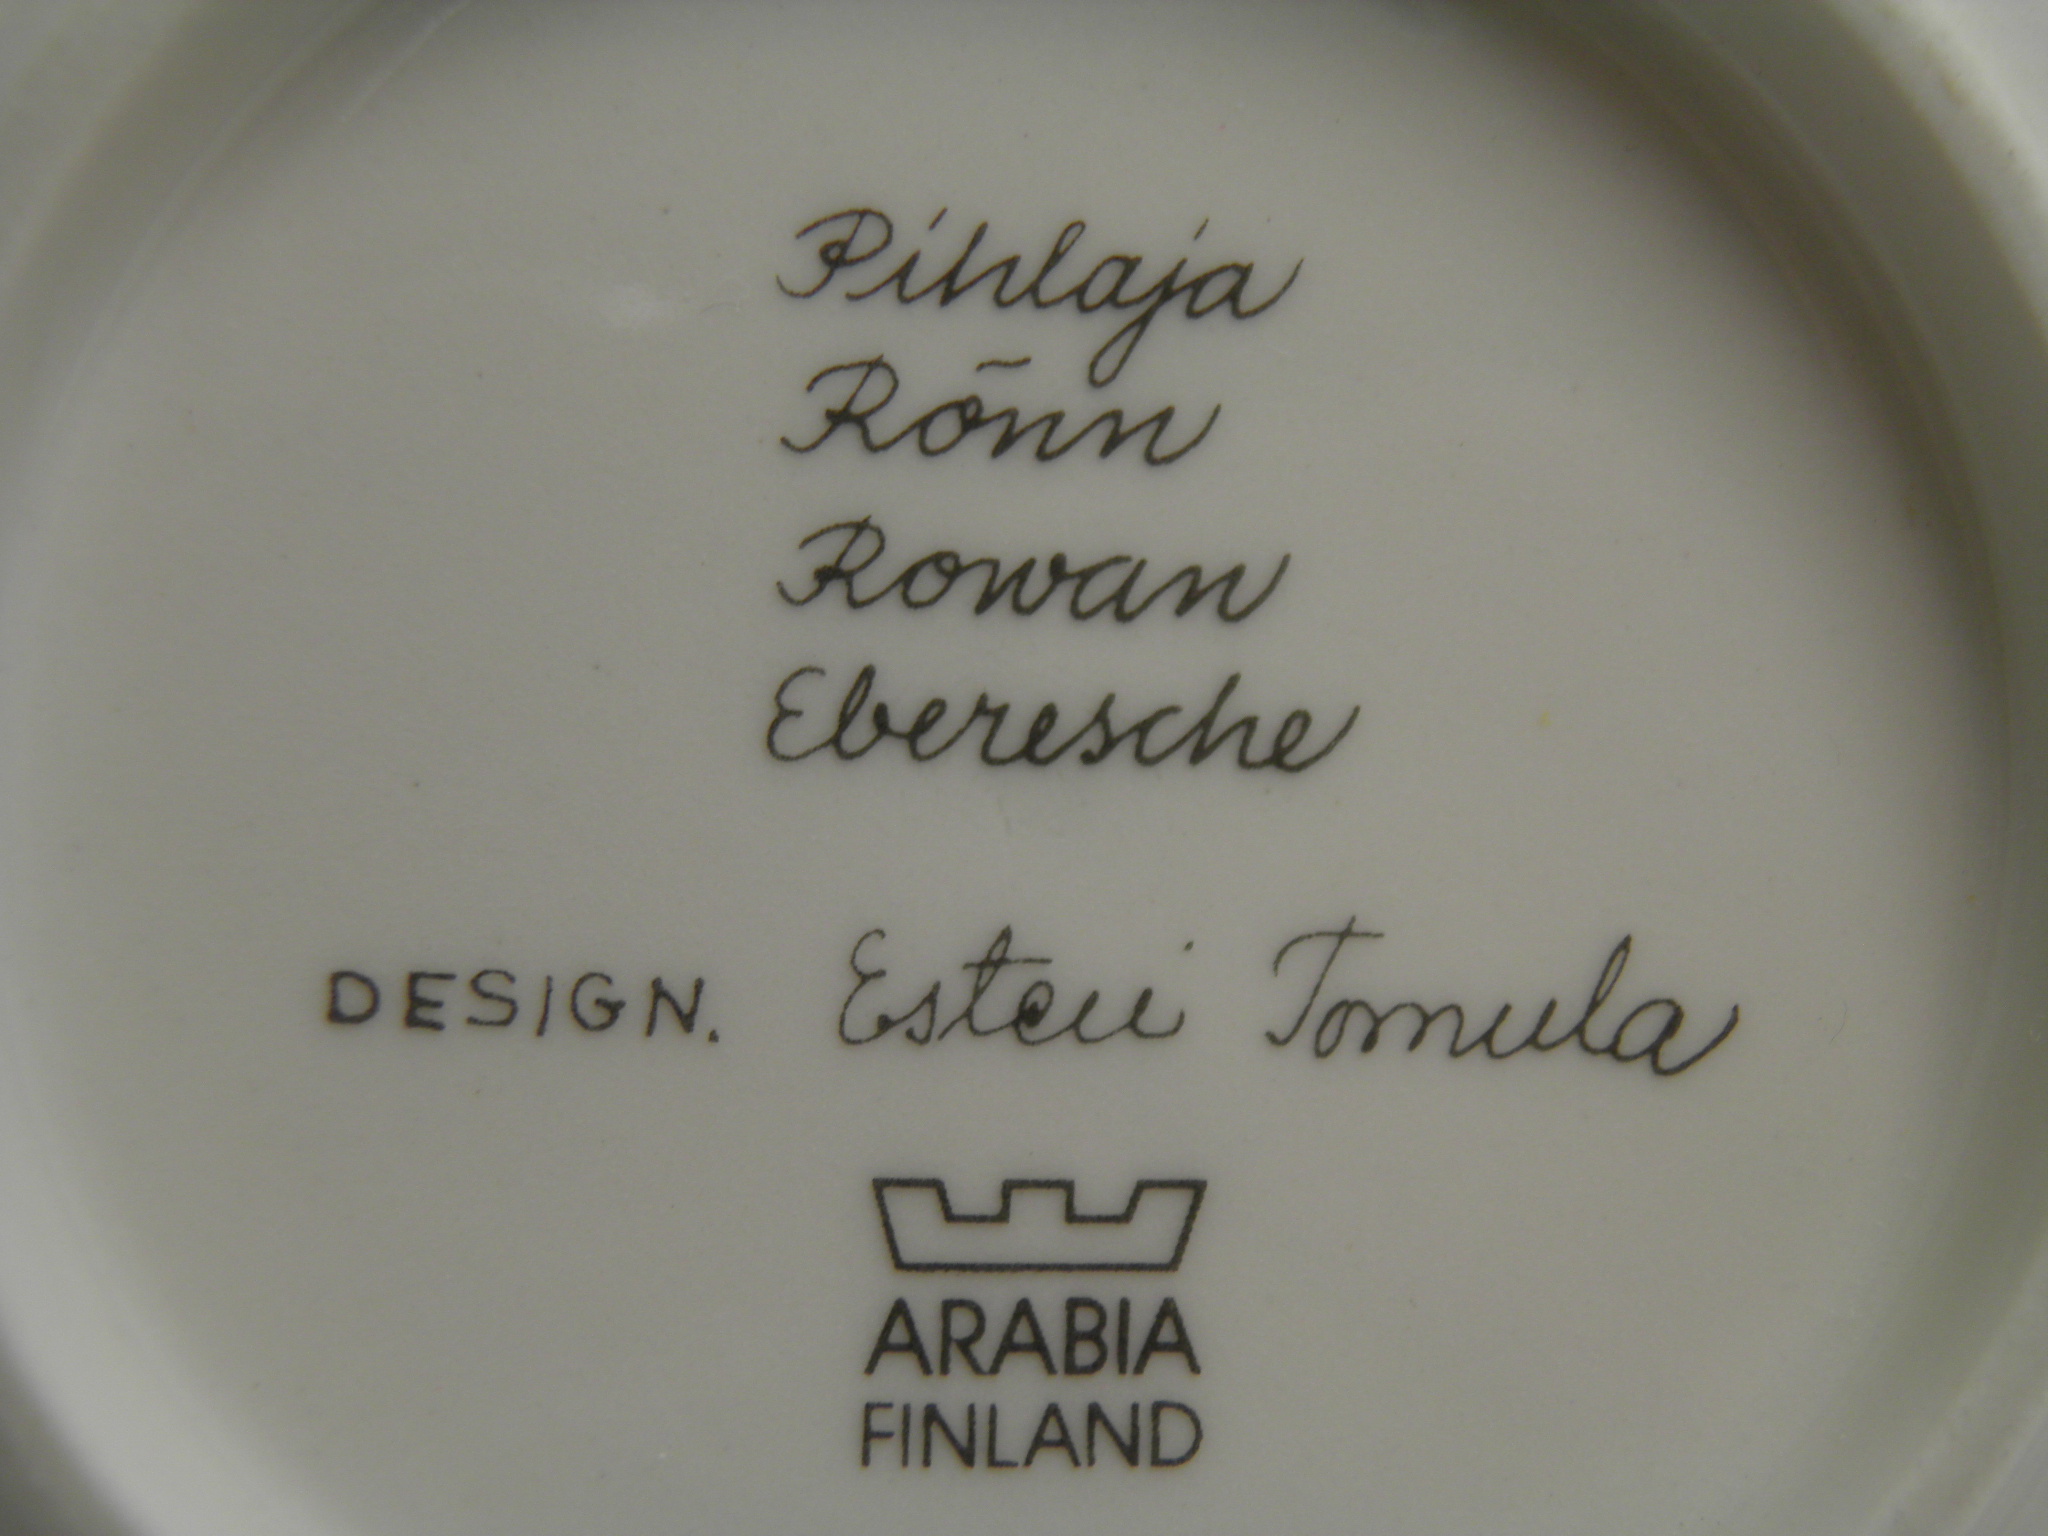 Pihlaja
Rönn
Rowan
Eberesche
DESIGN. Esteri Tomula
ARABIA
FINLAND